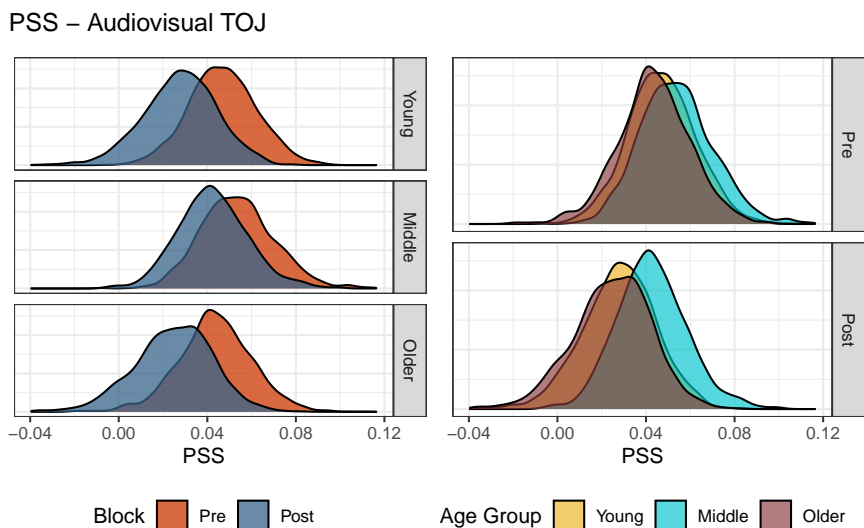 PSS – Audiovisual TOJ
Young
Middle
Older
−0.04 0.00 0.04 0.08 0.12
PSS
Block Pre Post
Pre
Post
−0.04 0.00 0.04 0.08 0.12
PSS
Age Group Young Middle Older